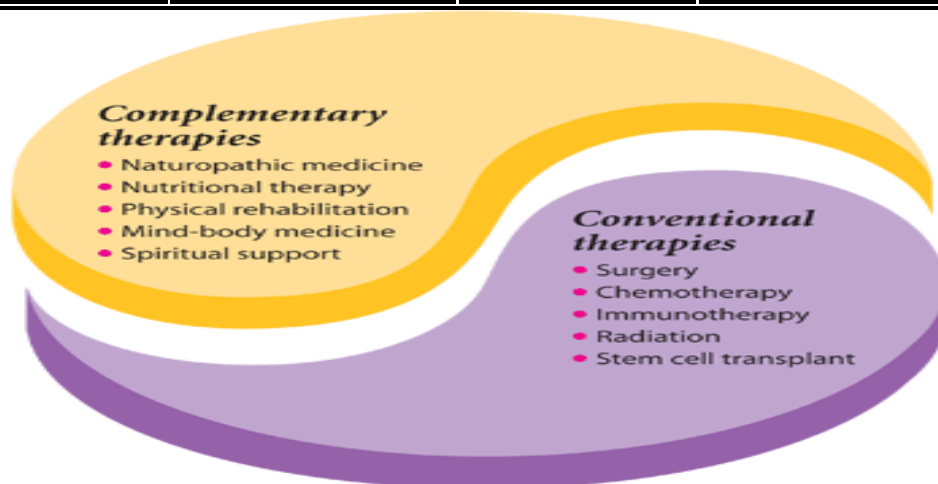 Complementary
therapies
• Naturopathic medicine
• Nutritional therapy
• Physical rehabilitation
• Mind-body medicine
• Spiritual support
Conventional
therapies
• Surgery
• Chemotherapy
• Immunotherapy
• Radiation
• Stem cell transplant